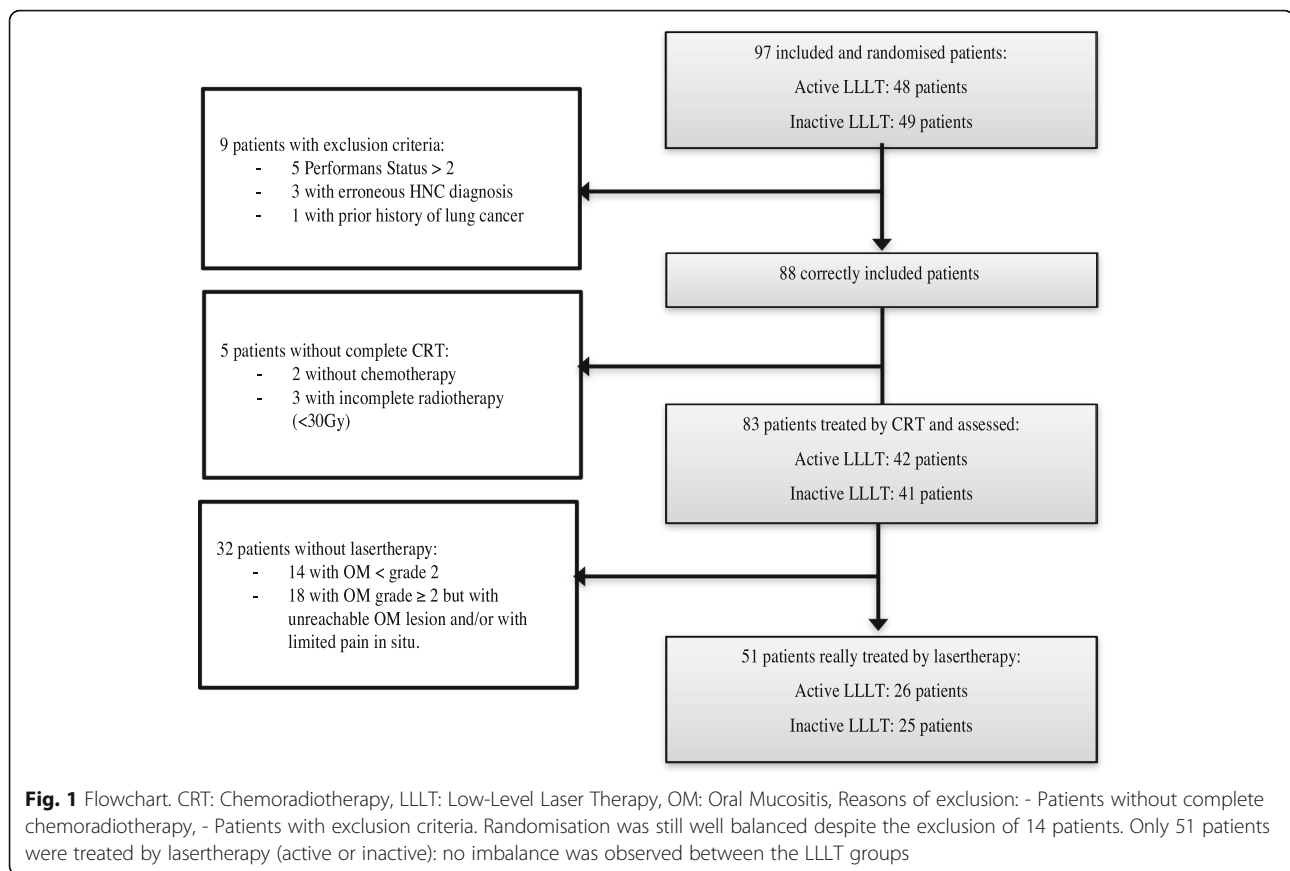 97 included and randomised patients:
Active LLLT: 48 patients
Inactive LLLT: 49 patients
9 patients with exclusion criteria:
- 5 Performans Status > 2
- 3 with erroneous HNC diagnosis
- 1 with prior history of lung cancer
88 correctly included patients
5 patients without complete CRT:
- 2 without chemotherapy
- 3 with incomplete radiotherapy
(<30Gy)
83 patients treated by CRT and assessed:
Active LLLT: 42 patients
Inactive LLLT: 41 patients
32 patients without lasertherapy:
- 14 with OM < grade 2
- 18 with OM grade ≥ 2 but with
unreachable OM lesion and/or with
limited pain in situ.
51 patients really treated by lasertherapy:
Active LLLT: 26 patients
Inactive LLLT: 25 patients
Fig. 1 Flowchart. CRT: Chemoradiotherapy, LLLT: Low-Level Laser Therapy, OM: Oral Mucositis, Reasons of exclusion: - Patients without complete
chemoradiotherapy, - Patients with exclusion criteria. Randomisation was still well balanced despite the exclusion of 14 patients. Only 51 patients
were treated by lasertherapy (active or inactive): no imbalance was observed between the LLLT groups